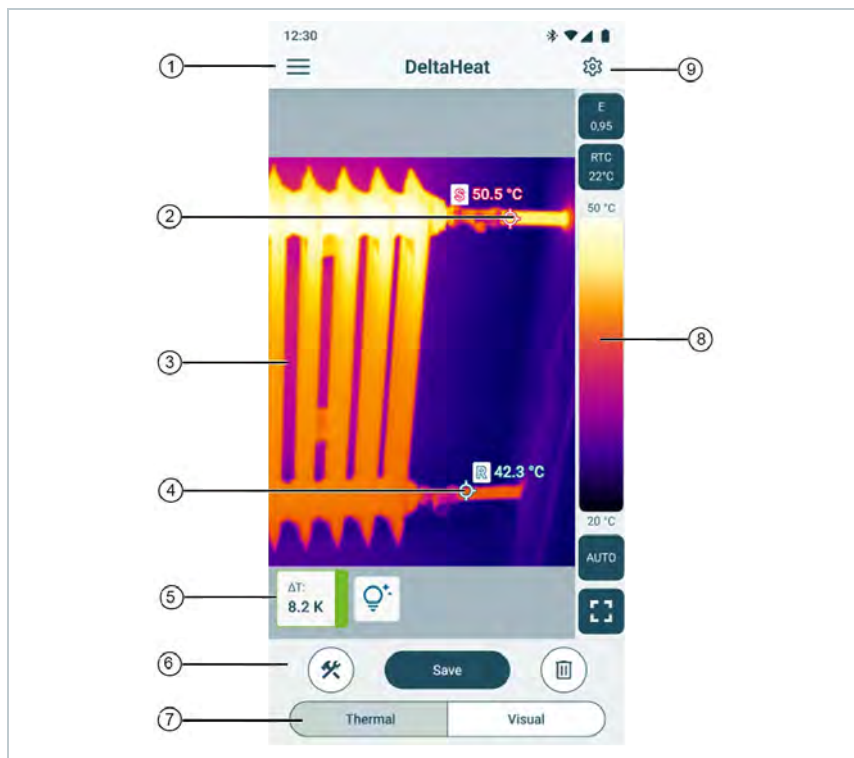 12:30
1
DeltaHeat
9
E
0,95
RTC
22°C
S 50.5 °C
50 °C
2
3
8
R 42.3 °C
4
20 °C
AUTO
5
ΔT:
8.2 K
6
Save
7
Thermal
Visual